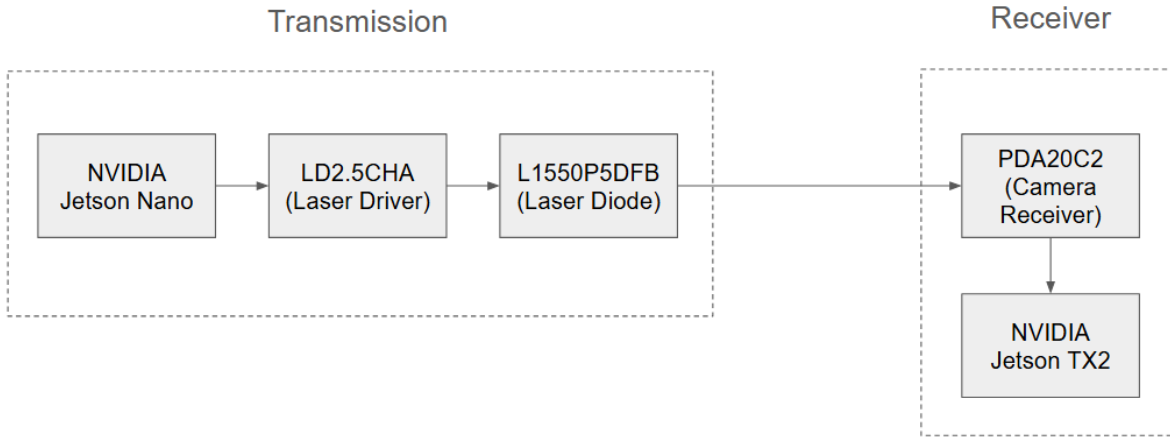 Transmission
Receiver
NVIDIA
Jetson Nano
LD2.5CHA
(Laser Driver)
L1550P5DFB
(Laser Diode)
PDA20C2
(Camera
Receiver)
NVIDIA
Jetson TX2